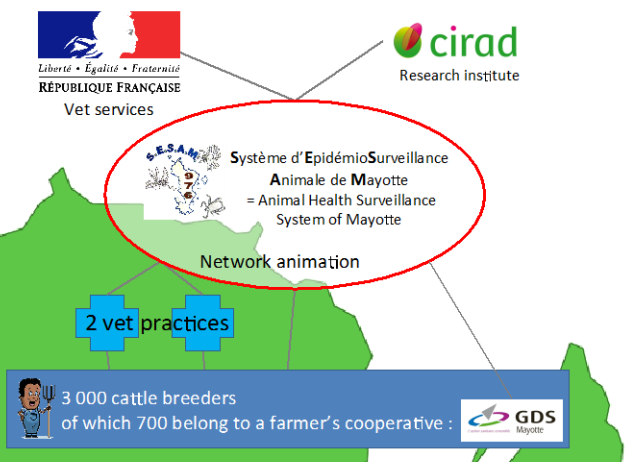 Liberté • Égalité • Fraternité
RÉPUBLIQUE FRANÇAISE
Vet services
cirad
Research institute
S.E.S.A.M
976
Système d'EpidémioSurveillance
Animale de Mayotte
= Animal Health Surveillance
System of Mayotte
Network animation
2 vet practices
3 000 cattle breeders
of which 700 belong to a farmer's cooperative :
GDS
Mayotte